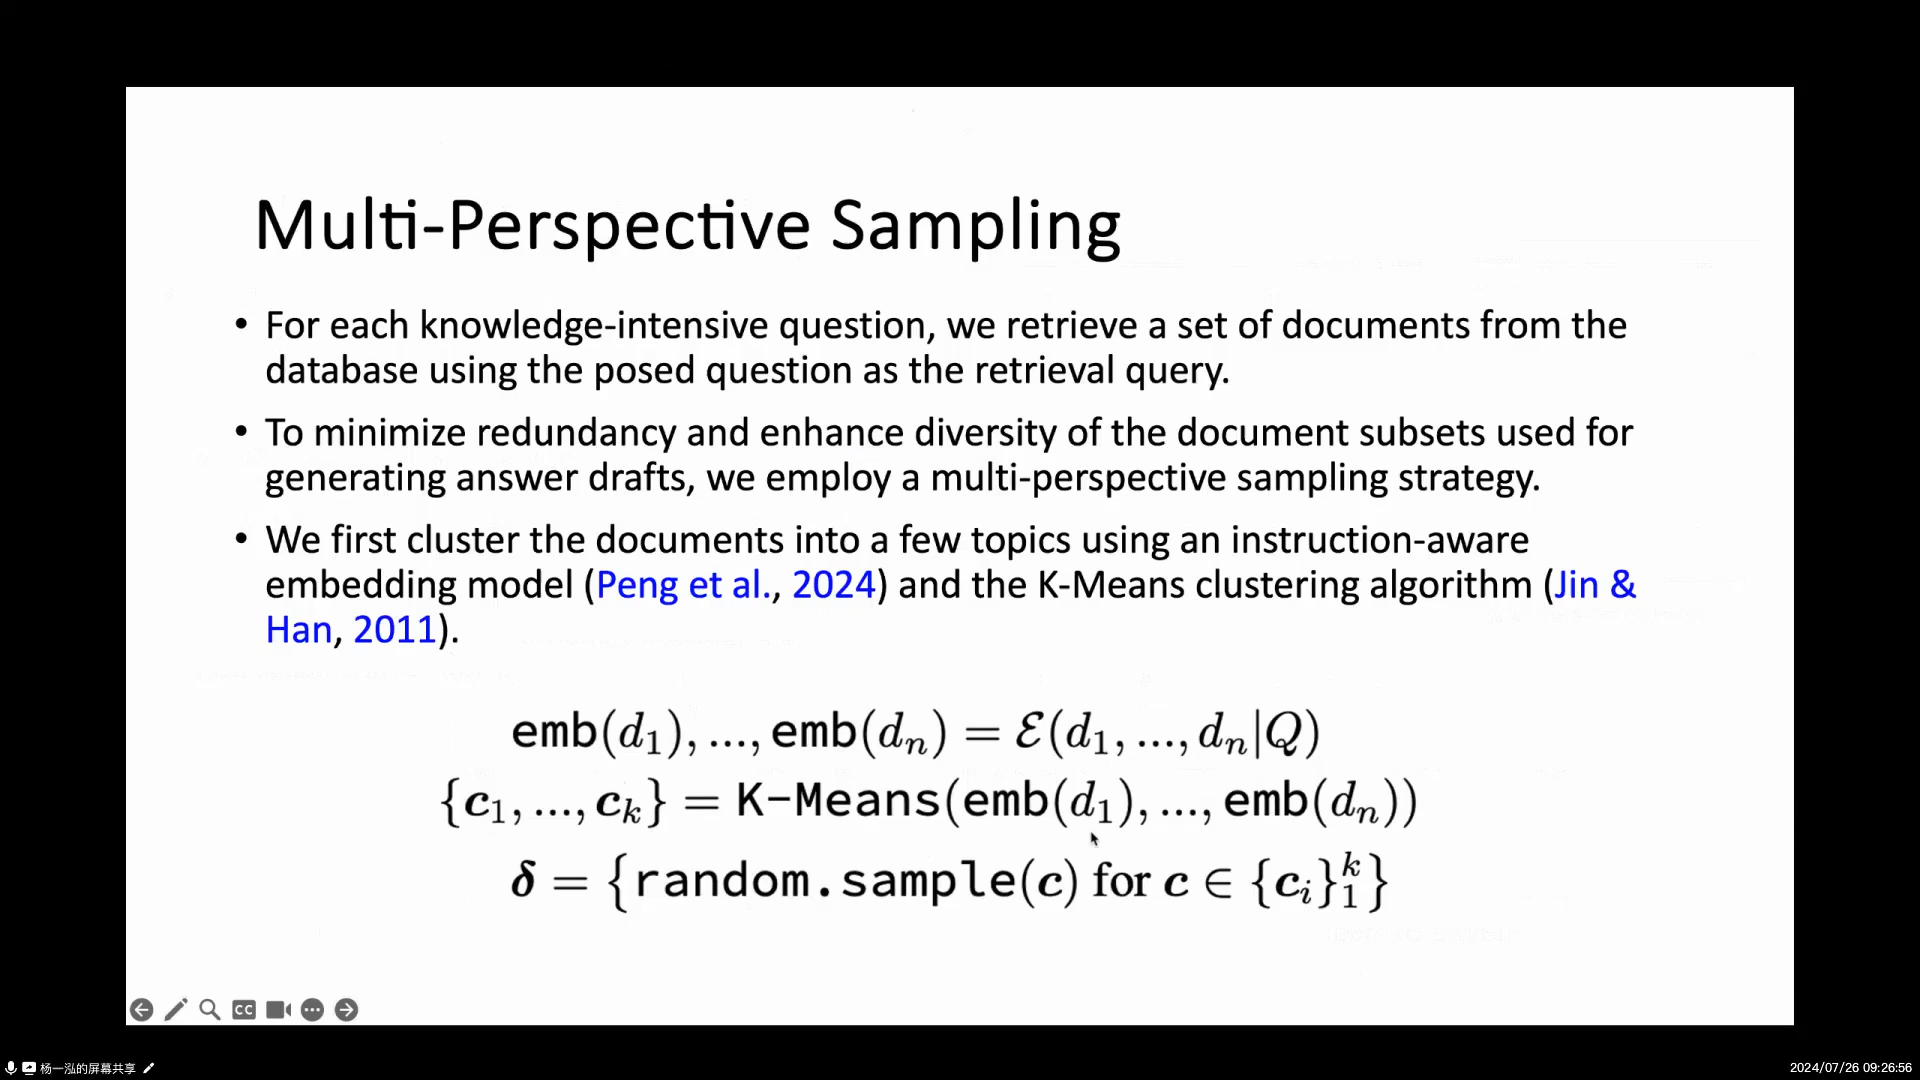 Multi-Perspective Sampling
• For each knowledge-intensive question, we retrieve a set of documents from the
database using the posed question as the retrieval query.
• To minimize redundancy and enhance diversity of the document subsets used for
generating answer drafts, we employ a multi-perspective sampling strategy.
• We first cluster the documents into a few topics using an instruction-aware
embedding model (Peng et al., 2024) and the K-Means clustering algorithm (Jin &
Han, 2011).
emb(d₁), ..., emb(dₙ) = ℰ(d₁, ..., dₙ|Q)
{c₁, ..., cₖ} = K-Means(emb(d₁), ..., emb(dₙ))
δ = {random.sample(c) for c ∈ {cᵢ}₁ᵏ}
CC
杨一泓的屏幕共享
2024/07/26 09:26:56